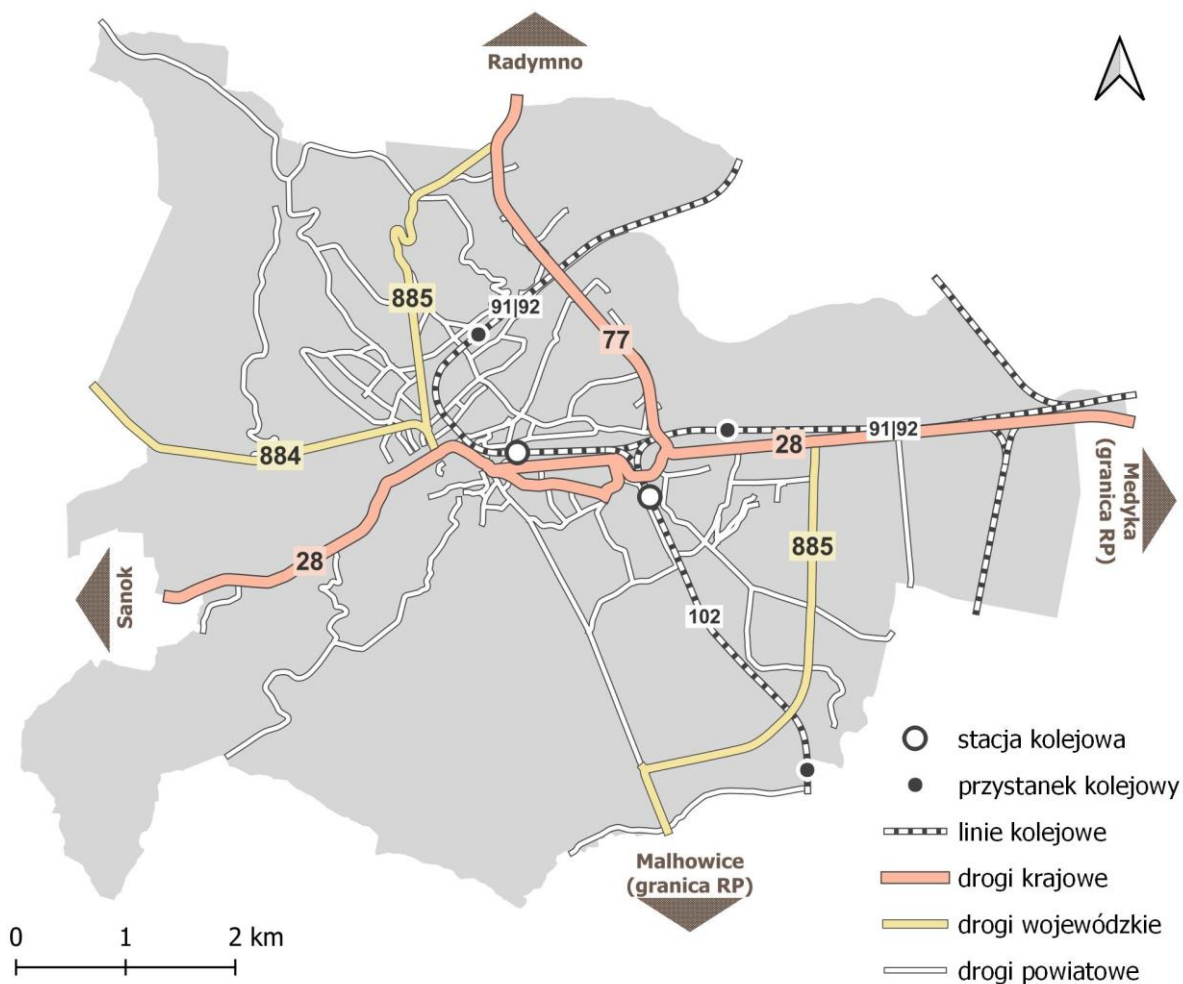 Radymno
885
91|92
77
884
28
91|92
28
Medyka
(granica RP)
Sanok
885
102
Malhowice
(granica RP)
stacja kolejowa
przystanek kolejowy
linie kolejowe
drogi krajowe
drogi wojewódzkie
drogi powiatowe
0 1 2 km